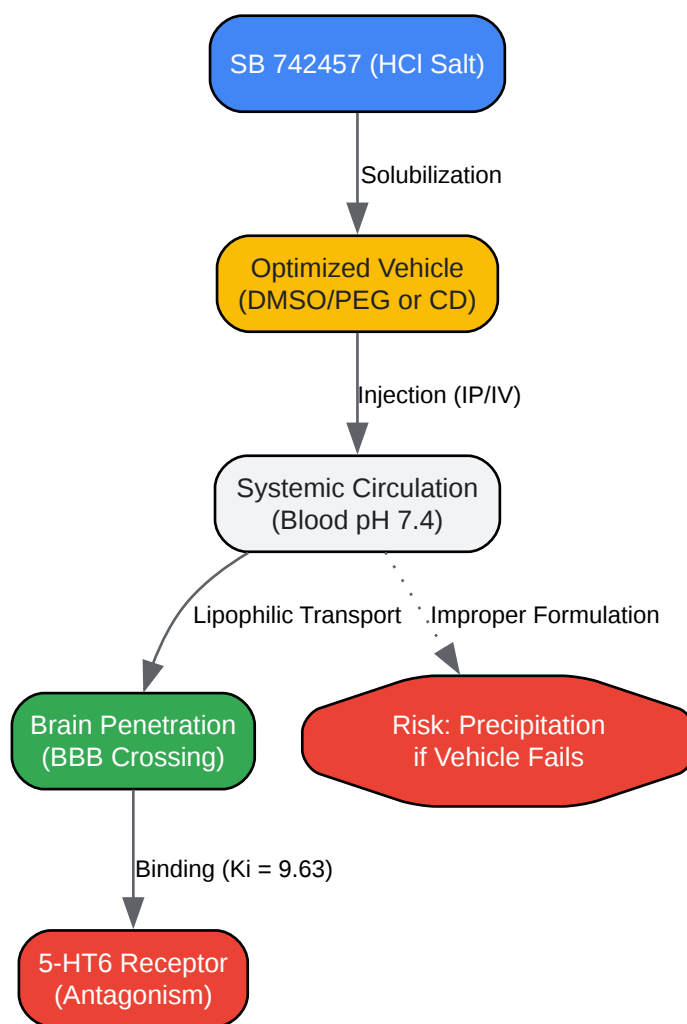 SB 742457 (HCl Salt)
Solubilization
Optimized Vehicle
(DMSO/PEG or CD)
Injection (IP/IV)
Systemic Circulation
(Blood pH 7.4)
Lipophilic Transport
Improper Formulation
Brain Penetration
(BBB Crossing)
Risk: Precipitation
if Vehicle Fails
Binding (Ki = 9.63)
5-HT6 Receptor
(Antagonism)